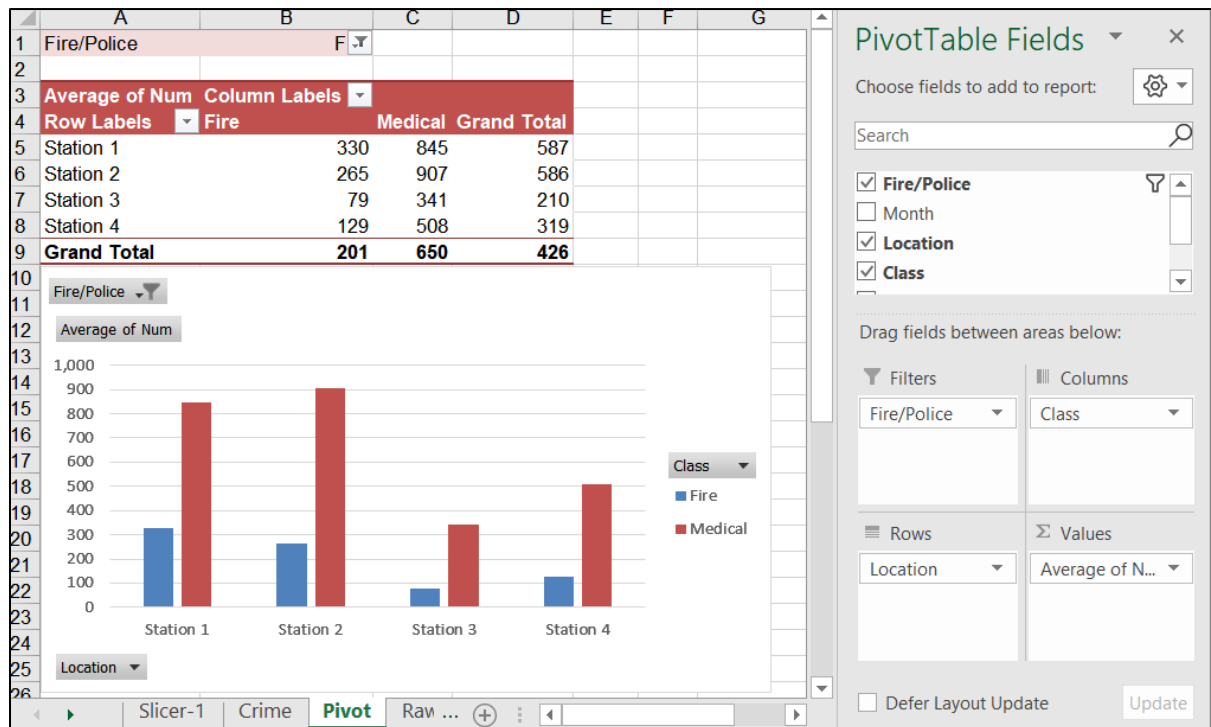 A B C D E F G
1 Fire/Police F
2
3 Average of Num Column Labels
4 Row Labels Fire Medical Grand Total
5 Station 1 330 845 587
6 Station 2 265 907 586
7 Station 3 79 341 210
8 Station 4 129 508 319
9 Grand Total 201 650 426
10
11
12
13
14
15
16
17
18
19
20
21
22
23
24
25
26
Fire/Police
Average of Num
1,000
900
800
700
600
500
400
300
200
100
0
Station 1 Station 2 Station 3 Station 4
Class
Fire
Medical
Location
Slicer-1 Crime Pivot Raw ...
PivotTable Fields
Choose fields to add to report:
Search
Fire/Police
Month
Location
Class
Drag fields between areas below:
Filters
Columns
Fire/Police
Class
Rows
Σ Values
Location
Average of N...
Defer Layout Update
Update